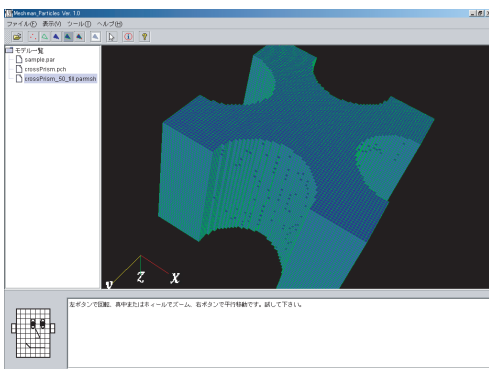 Meshman_Particles Ver. 1.0
ファイル(F) 表示(V) ツール(T) ヘルプ(H)
モデル一覧
sample.par
crossPrism.pch
crossPrism_50_fill.parmsh
Y Z X
左ボタンで回転、真中またはホィールでズーム、右ボタンで平行移動です。試して下さい。